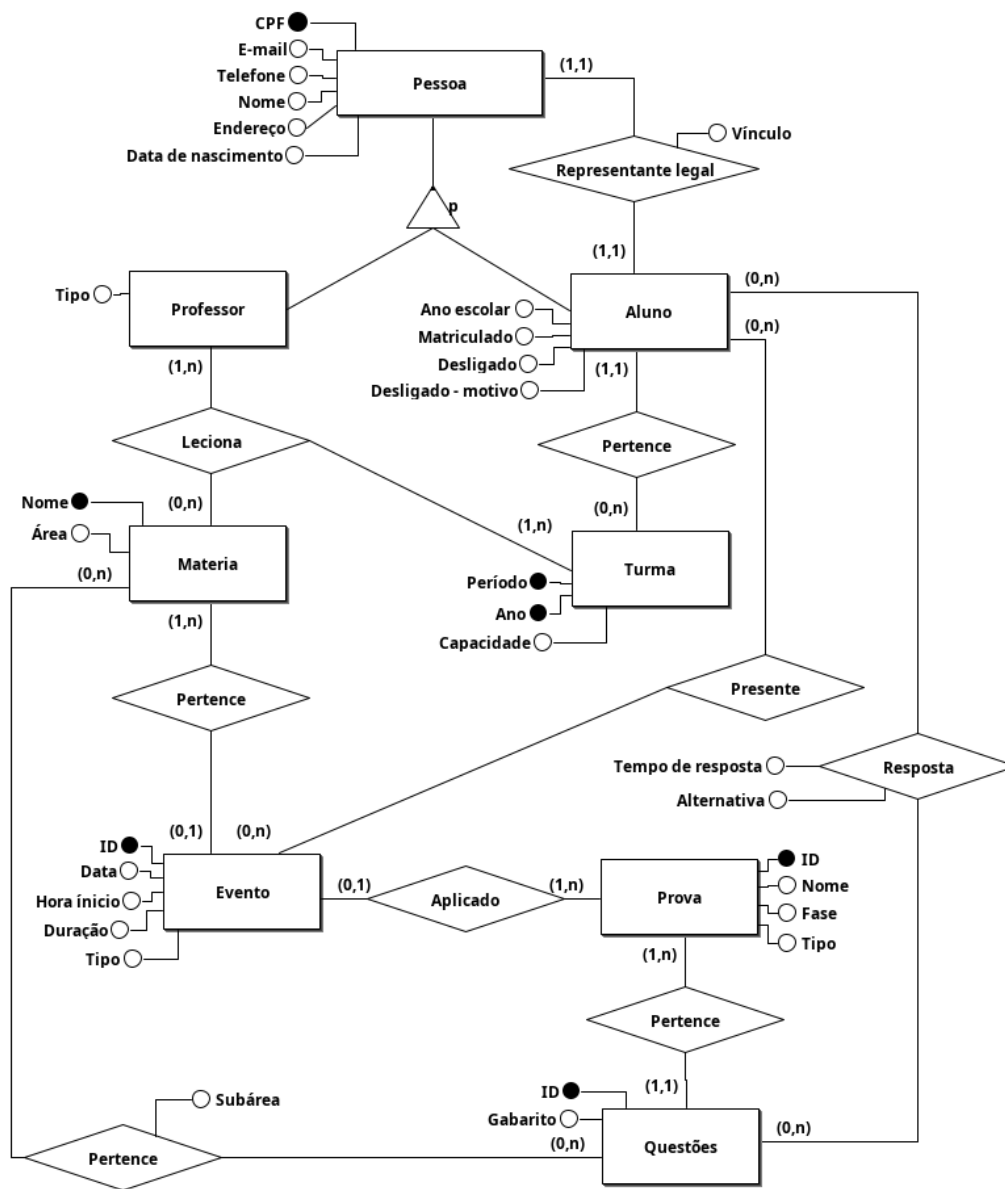 CPF
E-mail
Telefone
Nome
Endereço
Data de nascimento
Pessoa
(1,1)
Vínculo
Representante legal
p
(1,1)
Tipo
Professor
Ano escolar
Matriculado
Desligado
Desligado - motivo
Aluno
(0,n)
(0,n)
(1,n)
(1,1)
Leciona
Pertence
(0,n)
(1,n)
(0,n)
Nome
Área
(0,n)
Materia
Período
Ano
Capacidade
Turma
(1,n)
Pertence
Presente
Tempo de resposta
Alternativa
Resposta
(0,1)
(0,n)
ID
Data
Hora ínicio
Duração
Tipo
Evento
(0,1)
Aplicado
(1,n)
Prova
ID
Nome
Fase
Tipo
(1,n)
Pertence
(1,1)
ID
Gabarito
Subárea
Pertence
(0,n)
Questões
(0,n)